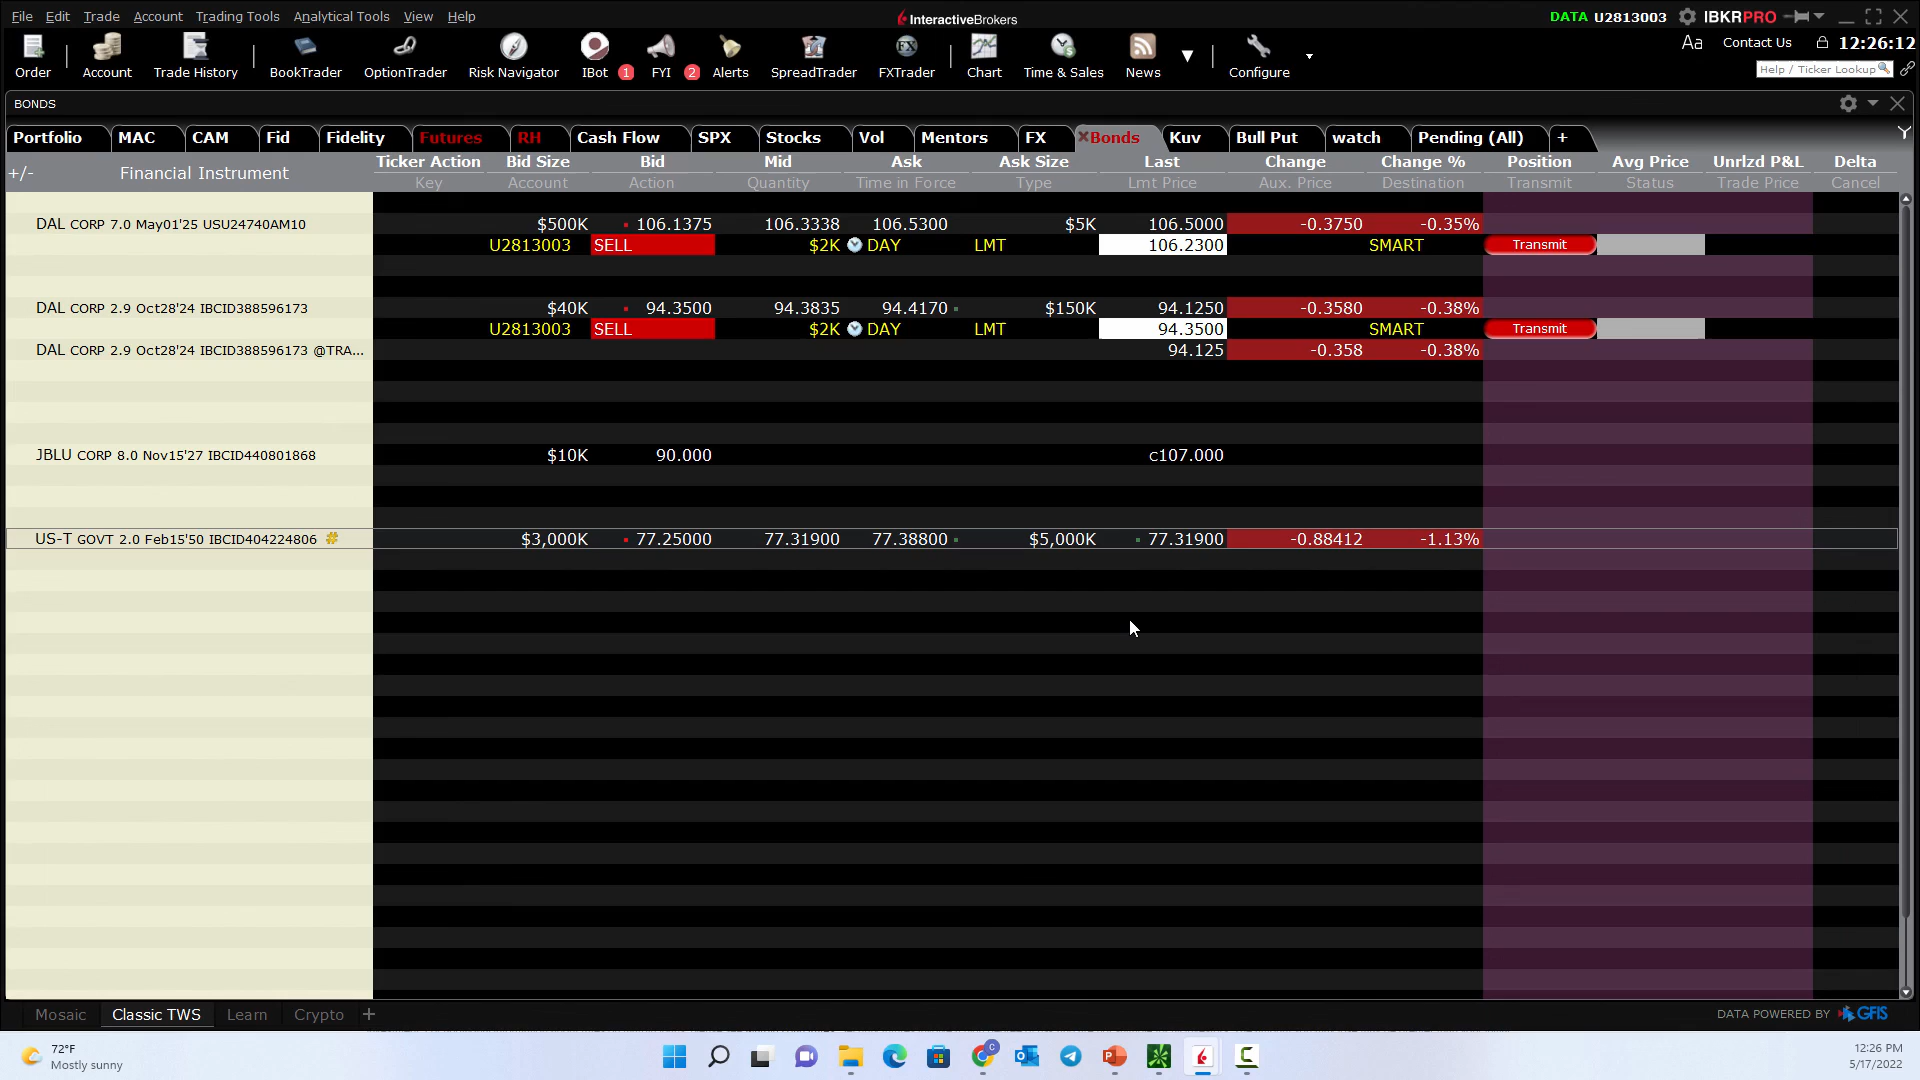 File Edit Trade Account Trading Tools Analytical Tools View Help
InteractiveBrokers
DATA U2813003 IBKRPRO
Aa Contact Us 12:26:12
Order Account Trade History BookTrader OptionTrader Risk Navigator IBot 1 FYI 2 Alerts SpreadTrader FX FXTrader Chart Time & Sales News Configure
Help / Ticker Lookup
BONDS
Portfolio MAC CAM Fid Fidelity Futures RH Cash Flow SPX Stocks Vol Mentors FX Bonds Kuv Bull Put watch Pending (All) +
+/- Financial Instrument
Ticker Action Bid Size Bid Mid Ask Ask Size Last Change Change % Position Avg Price Unrlzd P&L Delta
Key Account Action Quantity Time in Force Type Lmt Price Aux. Price Destination Transmit Status Trade Price Cancel
DAL CORP 7.0 May01'25 USU24740AM10 $500K 106.1375 106.3338 106.5300 $5K 106.5000 -0.3750 -0.35%
U2813003 SELL $2K DAY LMT 106.2300 SMART Transmit
DAL CORP 2.9 Oct28'24 IBCID388596173 $40K 94.3500 94.3835 94.4170 $150K 94.1250 -0.3580 -0.38%
U2813003 SELL $2K DAY LMT 94.3500 SMART Transmit
DAL CORP 2.9 Oct28'24 IBCID388596173 @TRA... 94.125 -0.358 -0.38%
JBLU CORP 8.0 Nov15'27 IBCID440801868 $10K 90.000 c107.000
US-T GOVT 2.0 Feb15'50 IBCID404224806 # $3,000K 77.25000 77.31900 77.38800 $5,000K 77.31900 -0.88412 -1.13%
Mosaic Classic TWS Learn Crypto +
DATA POWERED BY GFIS
72°F
Mostly sunny
12:26 PM
5/17/2022